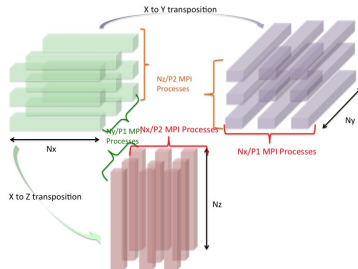 X to Y transposition
Nz/P2 MPI
Processes
Ny
Ny/P1 MPI
Processes
Nx/P2 MPI Processes
Nx/P1 MPI Processes
Nx
X to Z transposition
Nz